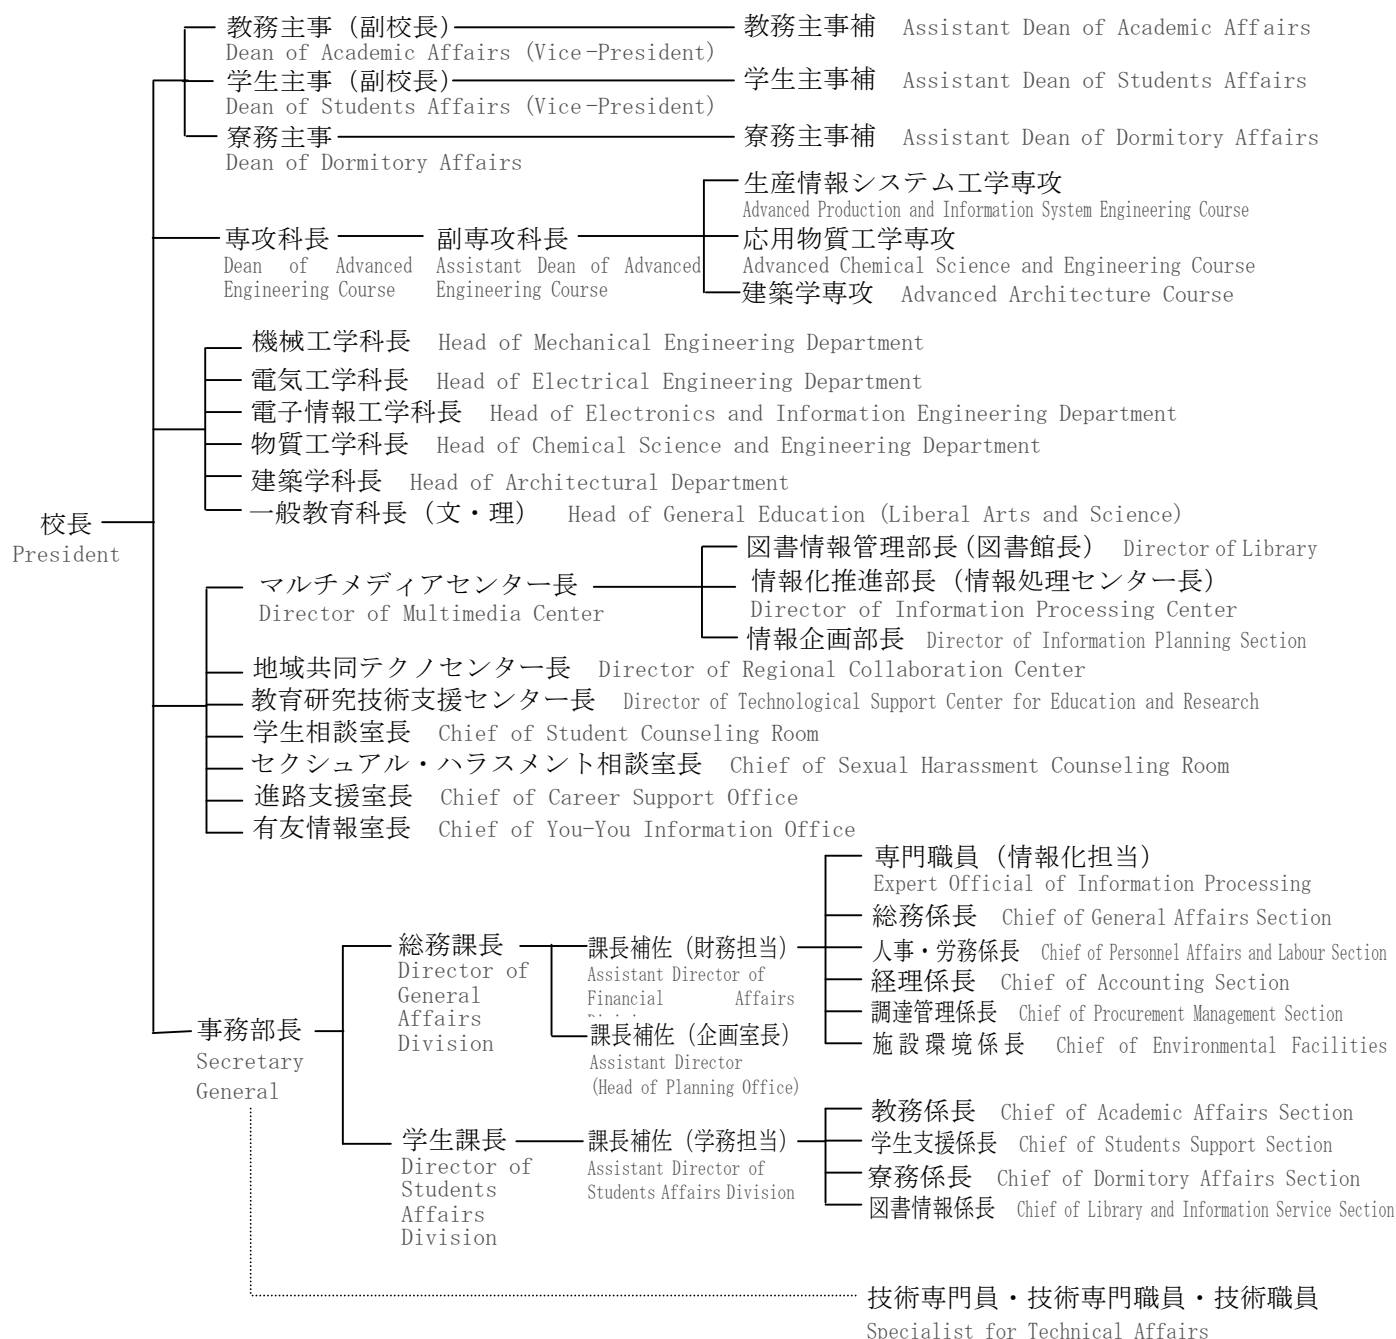 教務主事（副校長） 教務主事補 Assistant Dean of Academic Affairs
Dean of Academic Affairs (Vice-President)
学生主事（副校長） 学生主事補 Assistant Dean of Students Affairs
Dean of Students Affairs (Vice-President)
寮務主事 寮務主事補 Assistant Dean of Dormitory Affairs
Dean of Dormitory Affairs
生産情報システム工学専攻
Advanced Production and Information System Engineering Course
専攻科長 副専攻科長 応用物質工学専攻
Dean of Advanced Assistant Dean of Advanced Advanced Chemical Science and Engineering Course
Engineering Course Engineering Course 建築学専攻 Advanced Architecture Course
機械工学科長 Head of Mechanical Engineering Department
電気工学科長 Head of Electrical Engineering Department
電子情報工学科長 Head of Electronics and Information Engineering Department
物質工学科長 Head of Chemical Science and Engineering Department
建築学科長 Head of Architectural Department
一般教育科長（文・理） Head of General Education (Liberal Arts and Science)
校長
President
図書情報管理部長（図書館長） Director of Library
マルチメディアセンター長 情報化推進部長（情報処理センター長）
Director of Multimedia Center Director of Information Processing Center
情報企画部長 Director of Information Planning Section
地域共同テクノセンター長 Director of Regional Collaboration Center
教育研究技術支援センター長 Director of Technological Support Center for Education and Research
学生相談室長 Chief of Student Counseling Room
セクシュアル・ハラスメント相談室長 Chief of Sexual Harassment Counseling Room
進路支援室長 Chief of Career Support Office
有友情報室長 Chief of You-You Information Office
専門職員（情報化担当）
Expert Official of Information Processing
総務係長 Chief of General Affairs Section
総務課長 課長補佐（財務担当） 人事・労務係長 Chief of Personnel Affairs and Labour Section
Director of Assistant Director of
General Financial Affairs 経理係長 Chief of Accounting Section
Affairs 調達管理係長 Chief of Procurement Management Section
Division 課長補佐（企画室長） 施設環境係長 Chief of Environmental Facilities
事務部長 Assistant Director
Secretary (Head of Planning Office)
General
教務係長 Chief of Academic Affairs Section
学生課長 課長補佐（学務担当） 学生支援係長 Chief of Students Support Section
Director of Assistant Director of 寮務係長 Chief of Dormitory Affairs Section
Students Students Affairs Division
Affairs 図書情報係長 Chief of Library and Information Service Section
Division
技術専門員・技術専門職員・技術職員
Specialist for Technical Affairs